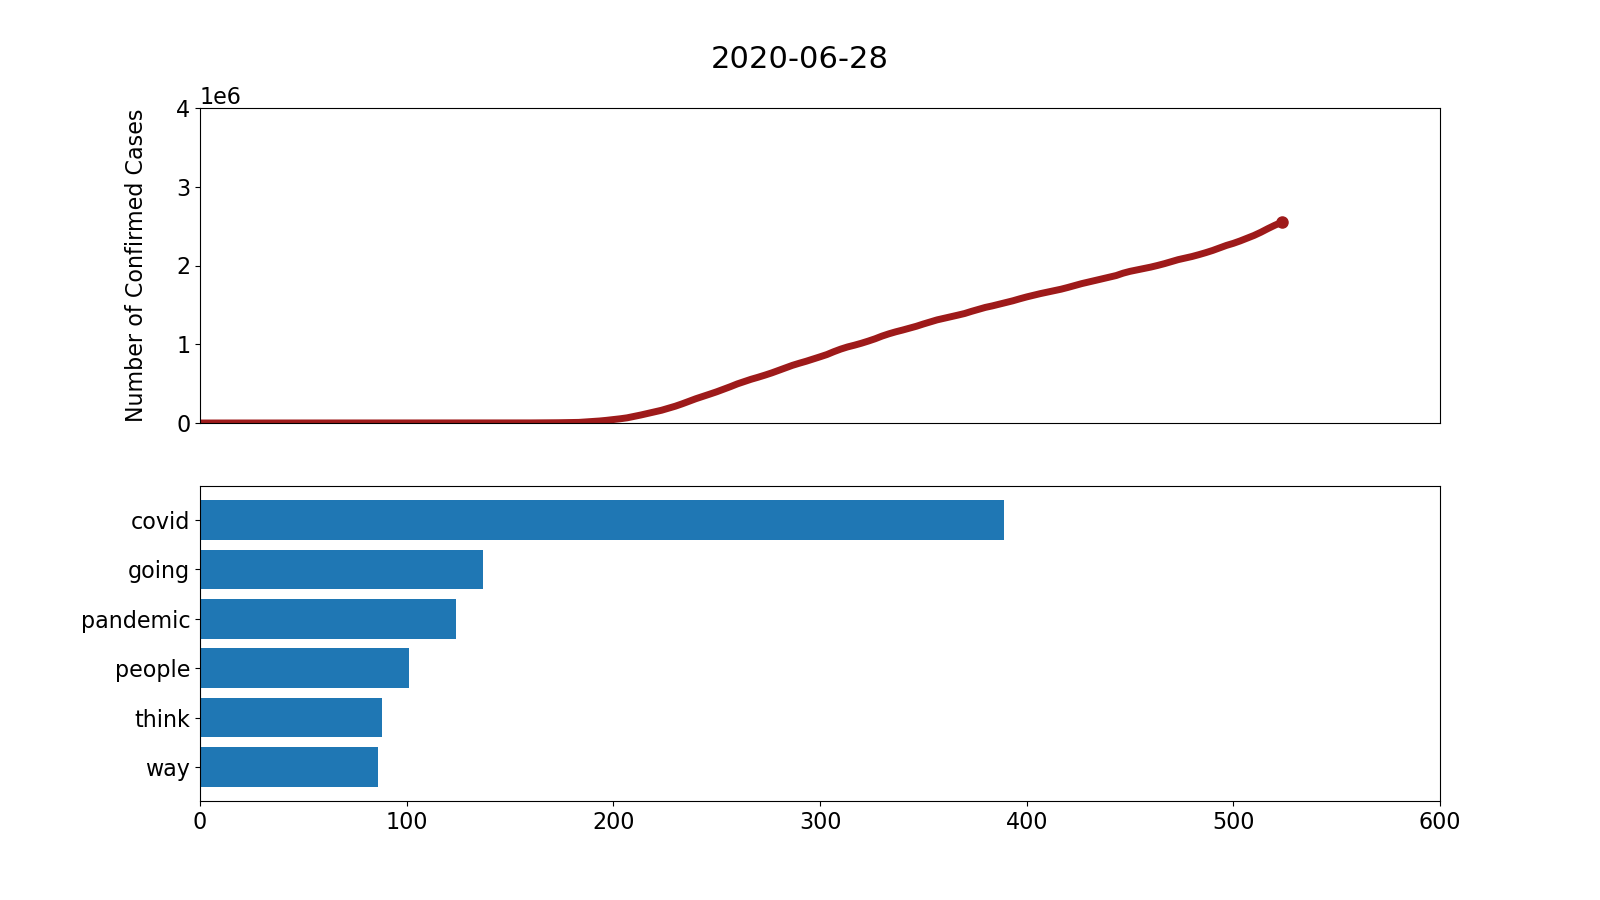 2020-06-28
1e6
Number of Confirmed Cases
4
3
2
1
0
covid
going
pandemic
people
think
way
0 100 200 300 400 500 600